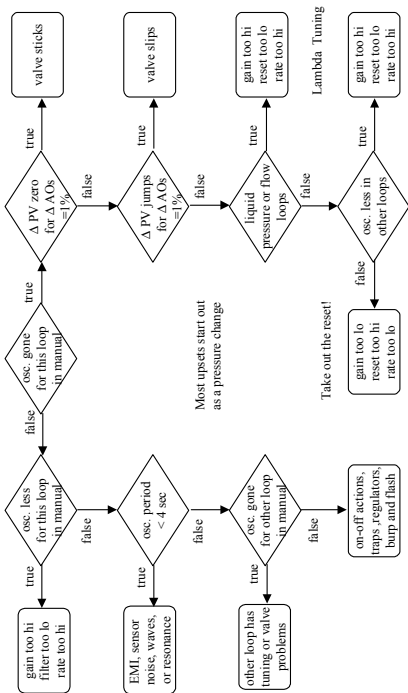 osc. gone
for this loop
in manual
true
false
Δ PV zero
for Δ AOs
=1%
true
valve sticks
false
Δ PV jumps
for Δ AOs
=1%
true
valve slips
false
liquid
pressure or flow
loops
true
gain too hi
reset too lo
rate too hi
Lambda Tuning
false
osc. less in
other loops
true
gain too hi
reset too lo
rate too hi
false
gain too lo
reset too hi
rate too lo
Take out the reset!
Most upsets start out
as a pressure change
osc. less
for this loop
in manual
true
gain too hi
filter too lo
rate too hi
false
osc. period
< 4 sec
true
EMI, sensor
noise, waves,
or resonance
false
osc. gone
for other loop
in manual
true
other loop has
tuning or valve
problems
false
on-off actions,
traps ,regulators,
burp and flash